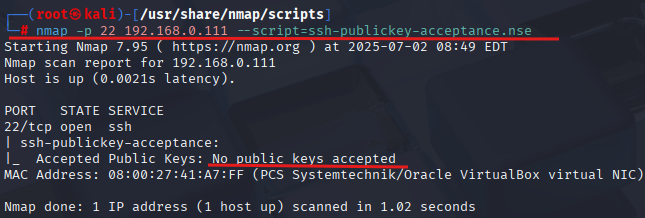 ┌──(root㉿kali)-[/usr/share/nmap/scripts]
└─# nmap -p 22 192.168.0.111 --script=ssh-publickey-acceptance.nse
Starting Nmap 7.95 ( https://nmap.org ) at 2025-07-02 08:49 EDT
Nmap scan report for 192.168.0.111
Host is up (0.0021s latency).

PORT   STATE SERVICE
22/tcp open  ssh
| ssh-publickey-acceptance:
|_  Accepted Public Keys: No public keys accepted
MAC Address: 08:00:27:41:A7:FF (PCS Systemtechnik/Oracle VirtualBox virtual NIC)

Nmap done: 1 IP address (1 host up) scanned in 1.02 seconds